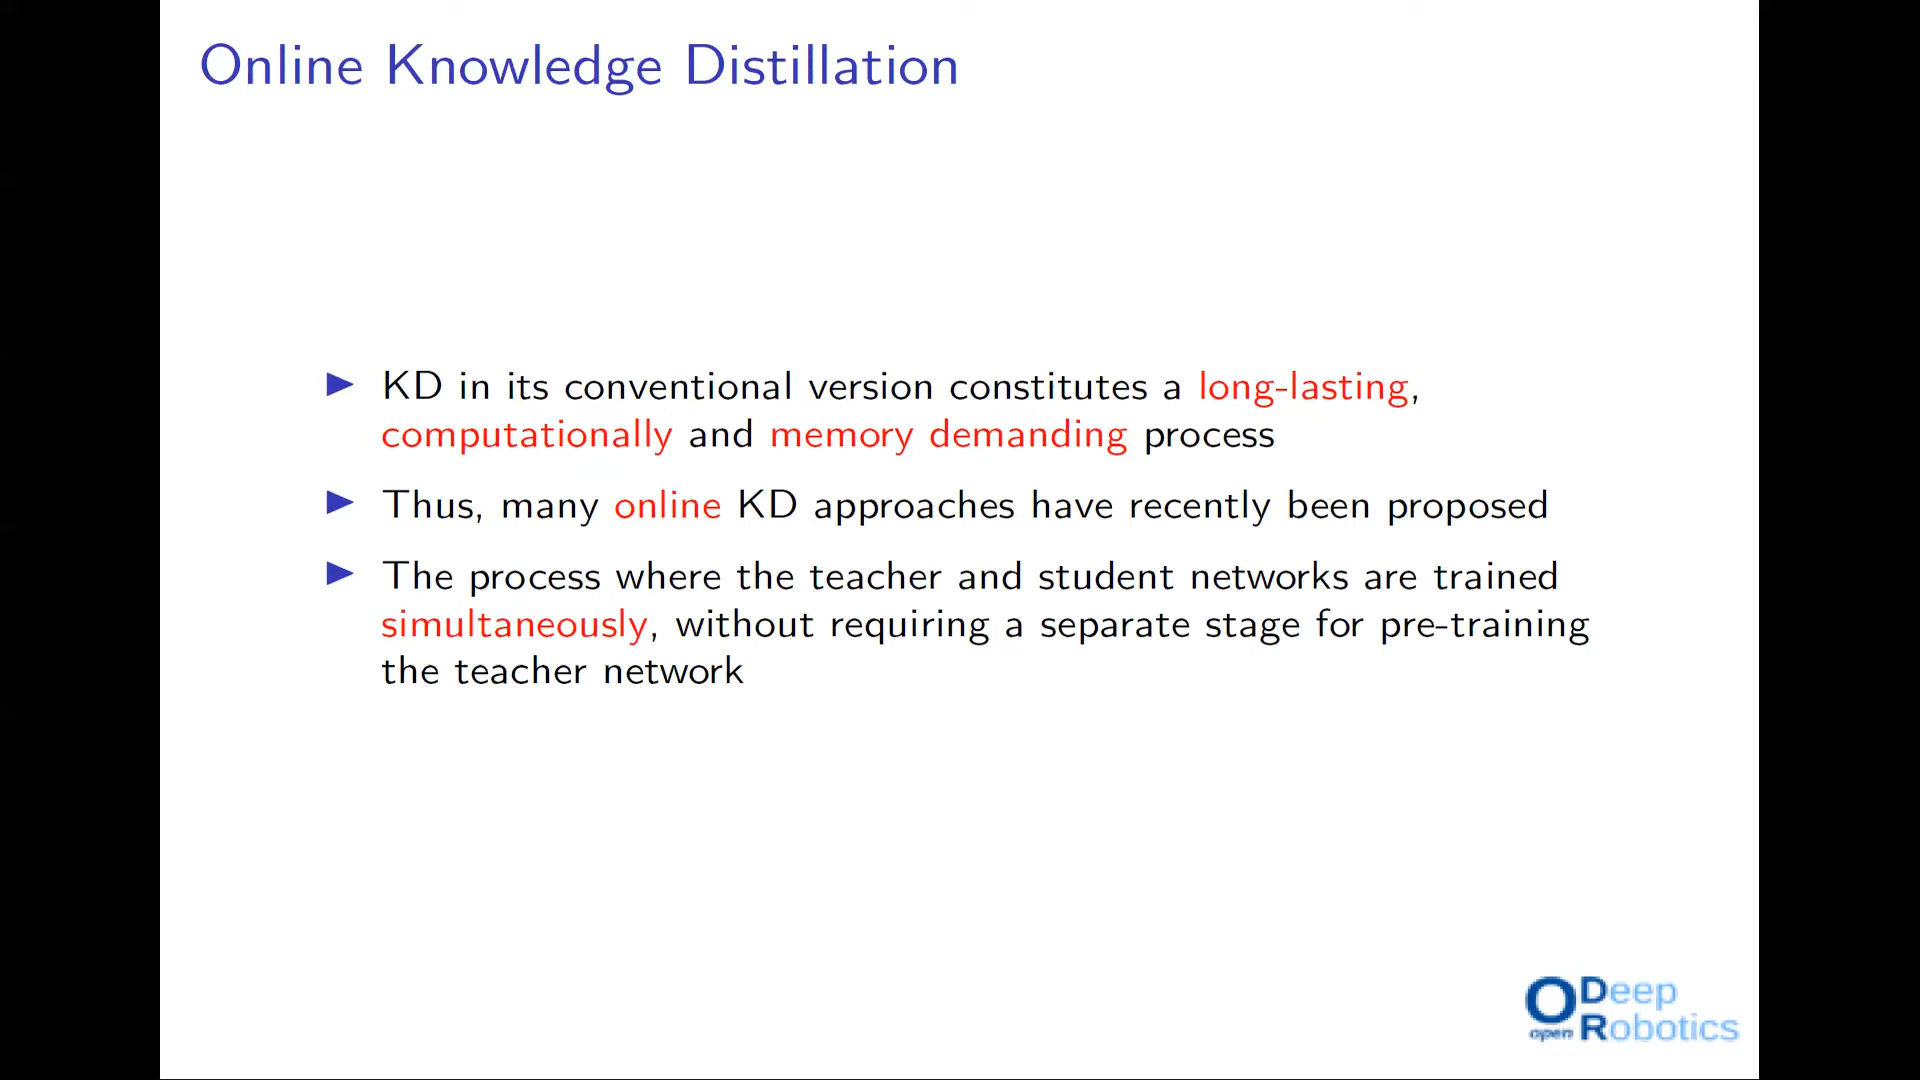 Online Knowledge Distillation
KD in its conventional version constitutes a long-lasting,
computationally and memory demanding process
Thus, many online KD approaches have recently been proposed
The process where the teacher and student networks are trained
simultaneously, without requiring a separate stage for pre-training
the teacher network
open Deep
Robotics